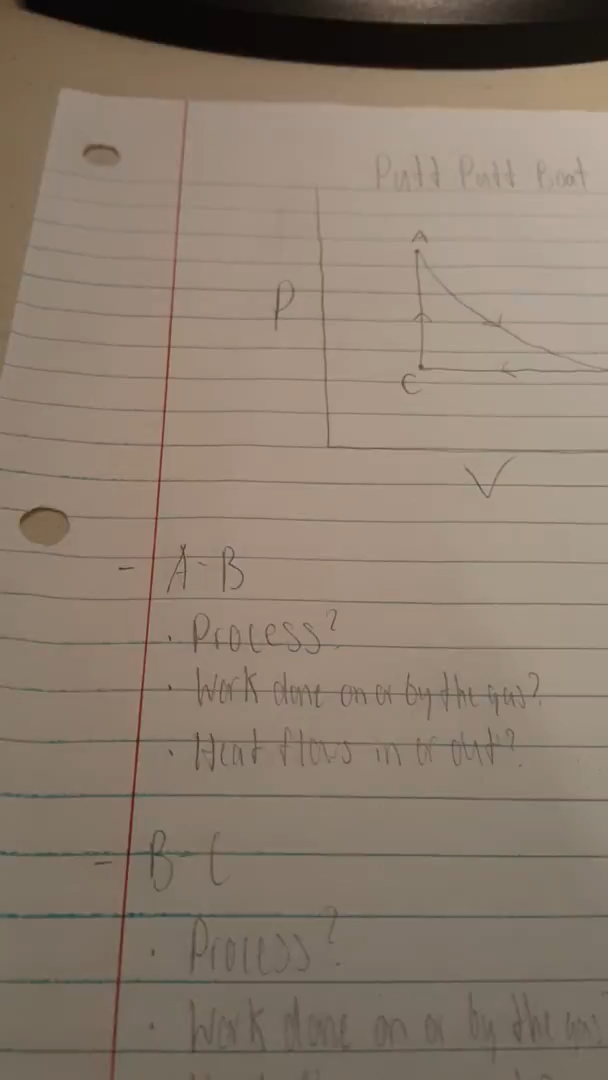 Putt Putt Boat
A
P
C
V
- A-B
· Process?
· Work done on or by the gas?
· Heat flows in or out?
- B-C
· Process?
· Work done on or by the gas